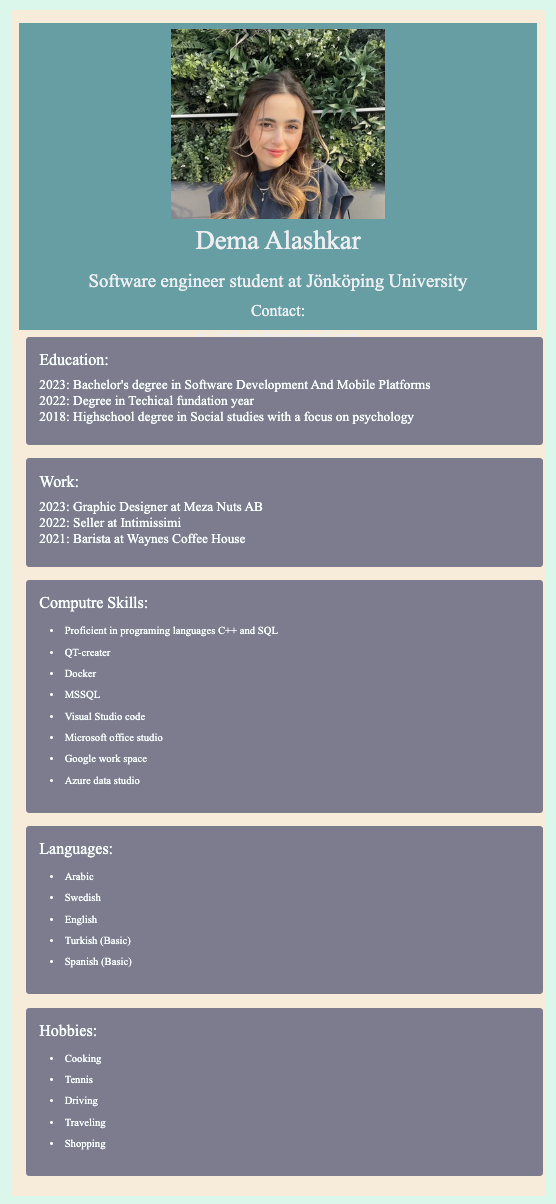 Dema Alashkar
Software engineer student at Jönköping University
Contact:
Education:
2023: Bachelor's degree in Software Development And Mobile Platforms
2022: Degree in Techical fundation year
2018: Highschool degree in Social studies with a focus on psychology
Work:
2023: Graphic Designer at Meza Nuts AB
2022: Seller at Intimissimi
2021: Barista at Waynes Coffee House
Computre Skills:
• Proficient in programing languages C++ and SQL
• QT-creater
• Docker
• MSSQL
• Visual Studio code
• Microsoft office studio
• Google work space
• Azure data studio
Languages:
• Arabic
• Swedish
• English
• Turkish (Basic)
• Spanish (Basic)
Hobbies:
• Cooking
• Tennis
• Driving
• Traveling
• Shopping